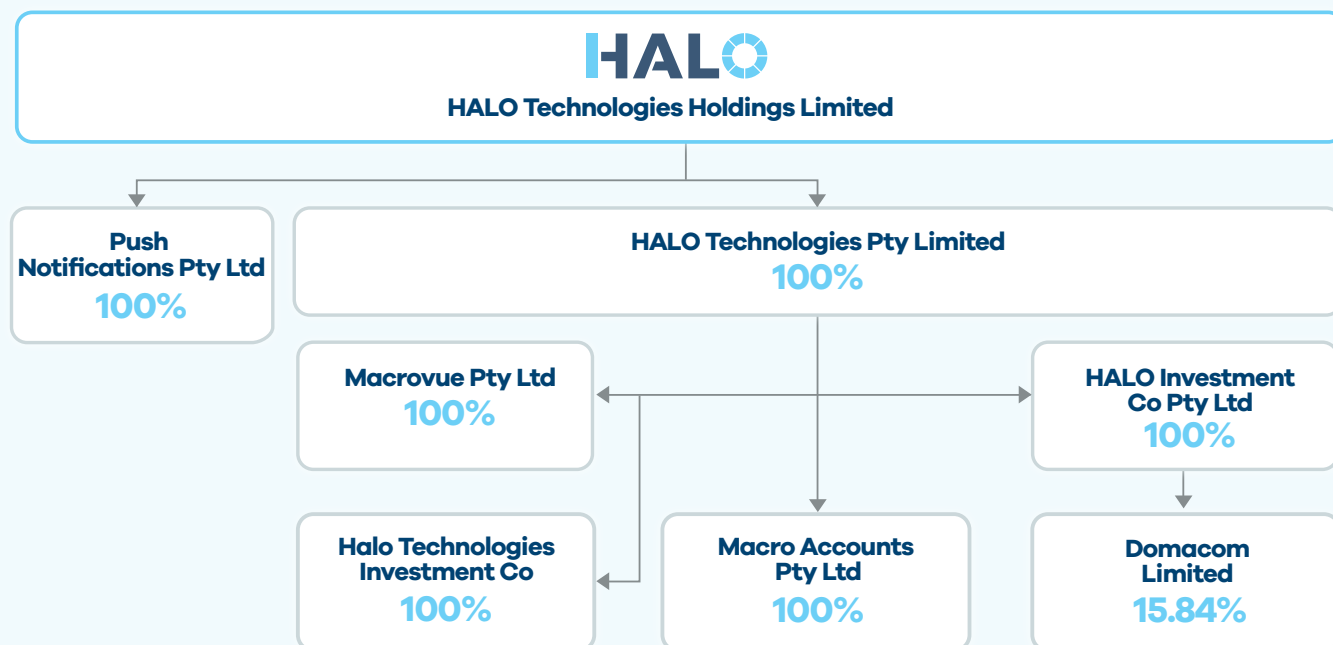 HALO
HALO Technologies Holdings Limited
Push
Notifications Pty Ltd
100%
HALO Technologies Pty Limited
100%
Macrovue Pty Ltd
100%
HALO Investment
Co Pty Ltd
100%
Halo Technologies
Investment Co
100%
Macro Accounts
Pty Ltd
100%
Domacom
Limited
15.84%